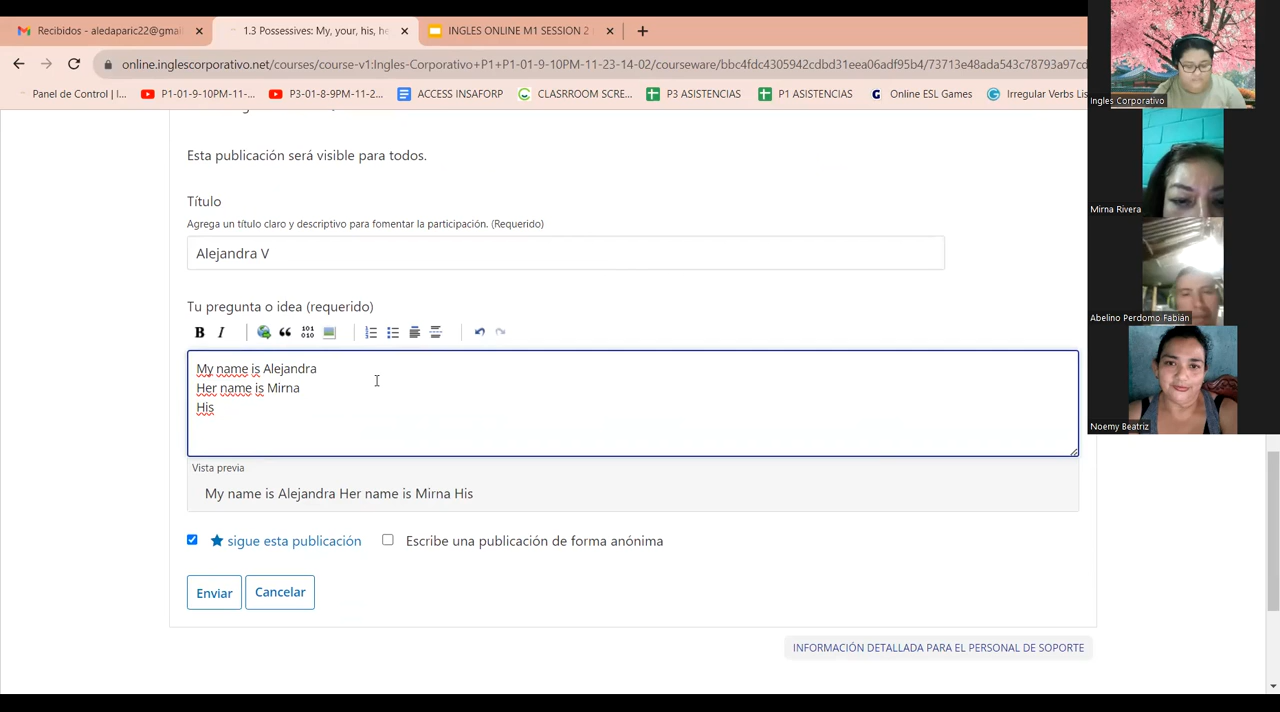 Recibidos - aledaparic22@gmai
1.3 Possessives: My, your, his, he
INGLES ONLINE M1 SESSION 2
online.inglescorporativo.net/courses/course-v1:Ingles-Corporativo+P1+P1-01-9-10PM-11-23-14-02/courseware/bbc4fdc4305942cdbd31eea06adf95b4/73713e48ada543c78793a97cd
Panel de Control | I...
P1-01-9-10PM-11-...
P3-01-8-9PM-11-2...
ACCESS INSAFORP
CLASRROOM SCRE...
P3 ASISTENCIAS
P1 ASISTENCIAS
Online ESL Games
Irregular Verbs Lis
Esta publicación será visible para todos.
Título
Agrega un título claro y descriptivo para fomentar la participación. (Requerido)
Alejandra V
Tu pregunta o idea (requerido)
B I
101
010
My name is Alejandra
Her name is Mirna
His
Vista previa
My name is Alejandra Her name is Mirna His
sigue esta publicación
Escribe una publicación de forma anónima
Enviar
Cancelar
INFORMACIÓN DETALLADA PARA EL PERSONAL DE SOPORTE
Ingles Corporativo
Mirna Rivera
Abelino Perdomo Fabián
Noemy Beatriz